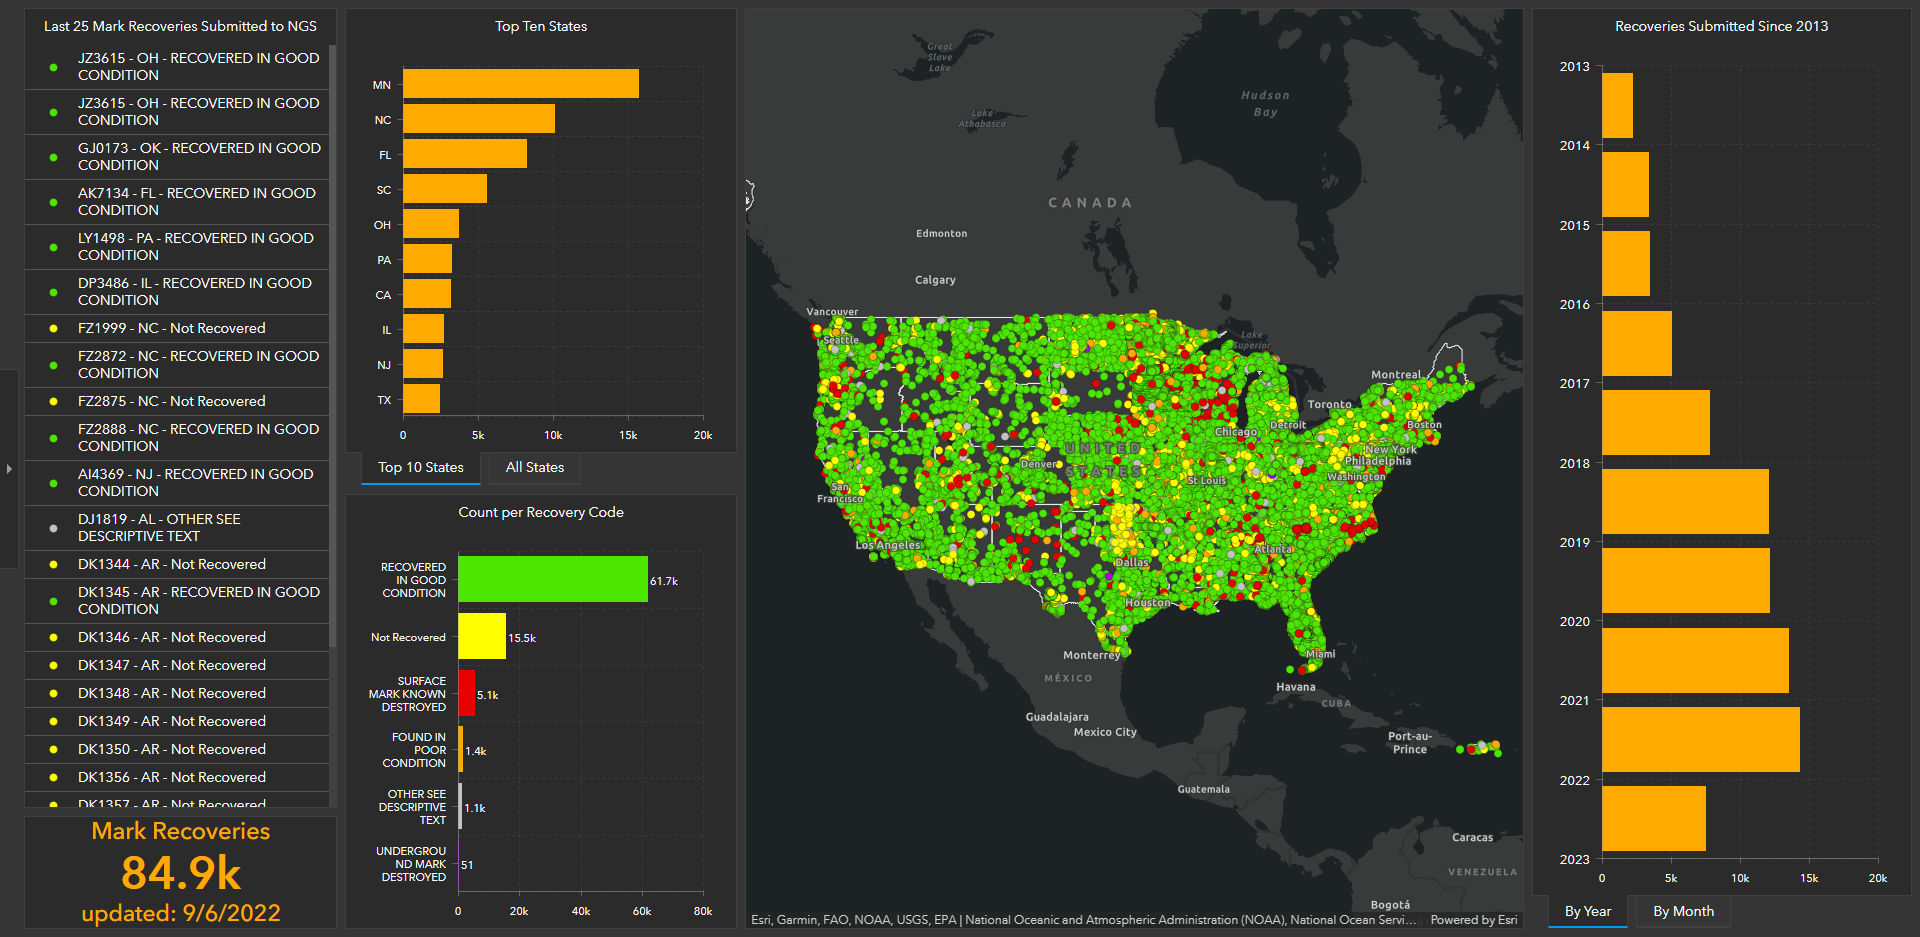 Last 25 Mark Recoveries Submitted to NGS
JZ3615 - OH - RECOVERED IN GOOD
CONDITION
JZ3615 - OH - RECOVERED IN GOOD
CONDITION
GJ0173 - OK - RECOVERED IN GOOD
CONDITION
AK7134 - FL - RECOVERED IN GOOD
CONDITION
LY1498 - PA - RECOVERED IN GOOD
CONDITION
DP3486 - IL - RECOVERED IN GOOD
CONDITION
FZ1999 - NC - Not Recovered
FZ2872 - NC - RECOVERED IN GOOD
CONDITION
FZ2875 - NC - Not Recovered
FZ2888 - NC - RECOVERED IN GOOD
CONDITION
AI4369 - NJ - RECOVERED IN GOOD
CONDITION
DJ1819 - AL - OTHER SEE
DESCRIPTIVE TEXT
DK1344 - AR - Not Recovered
DK1345 - AR - RECOVERED IN GOOD
CONDITION
DK1346 - AR - Not Recovered
DK1347 - AR - Not Recovered
DK1348 - AR - Not Recovered
DK1349 - AR - Not Recovered
DK1350 - AR - Not Recovered
DK1356 - AR - Not Recovered
DK1357 - AR - Not Recovered
Mark Recoveries
84.9k
updated: 9/6/2022
Top Ten States
MN
NC
FL
SC
OH
PA
CA
IL
NJ
TX
0 5k 10k 15k 20k
Top 10 States All States
Count per Recovery Code
RECOVERED
IN GOOD
CONDITION
61.7k
Not Recovered
15.5k
SURFACE
MARK KNOWN
DESTROYED
5.1k
FOUND IN
POOR
CONDITION
1.4k
OTHER SEE
DESCRIPTIVE
TEXT
1.1k
UNDERGROU
ND MARK
DESTROYED
51
0 20k 40k 60k 80k
Great
Slave
Lake
Lake
Athabasca
Hudson
Bay
CANADA
Edmonton
Calgary
Vancouver
Seattle
Lake
Superior
Montreal
Toronto
Boston
Chicago
Detroit
New York
Philadelphia
UNITED
STATES
Denver
St Louis
Washington
San
Francisco
Los Angeles
Atlanta
Dallas
Houston
Monterrey
Miami
MÉXICO
Havana
CUBA
Guadalajara
Mexico City
Port-au-
Prince
Guatemala
Caracas
VENEZUELA
Bogotá
Esri, Garmin, FAO, NOAA, USGS, EPA | National Oceanic and Atmospheric Administration (NOAA), National Ocean Servi... Powered by Esri
Recoveries Submitted Since 2013
2013
2014
2015
2016
2017
2018
2019
2020
2021
2022
2023
0 5k 10k 15k 20k
By Year By Month